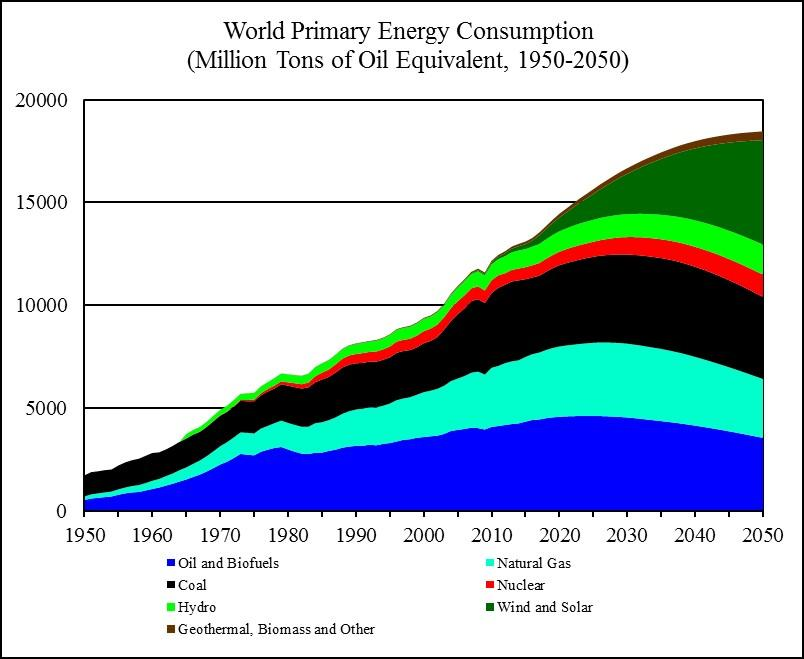 World Primary Energy Consumption
(Million Tons of Oil Equivalent, 1950-2050)
20000
15000
10000
5000
0
1950 1960 1970 1980 1990 2000 2010 2020 2030 2040 2050
Oil and Biofuels Natural Gas
Coal Nuclear
Hydro Wind and Solar
Geothermal, Biomass and Other